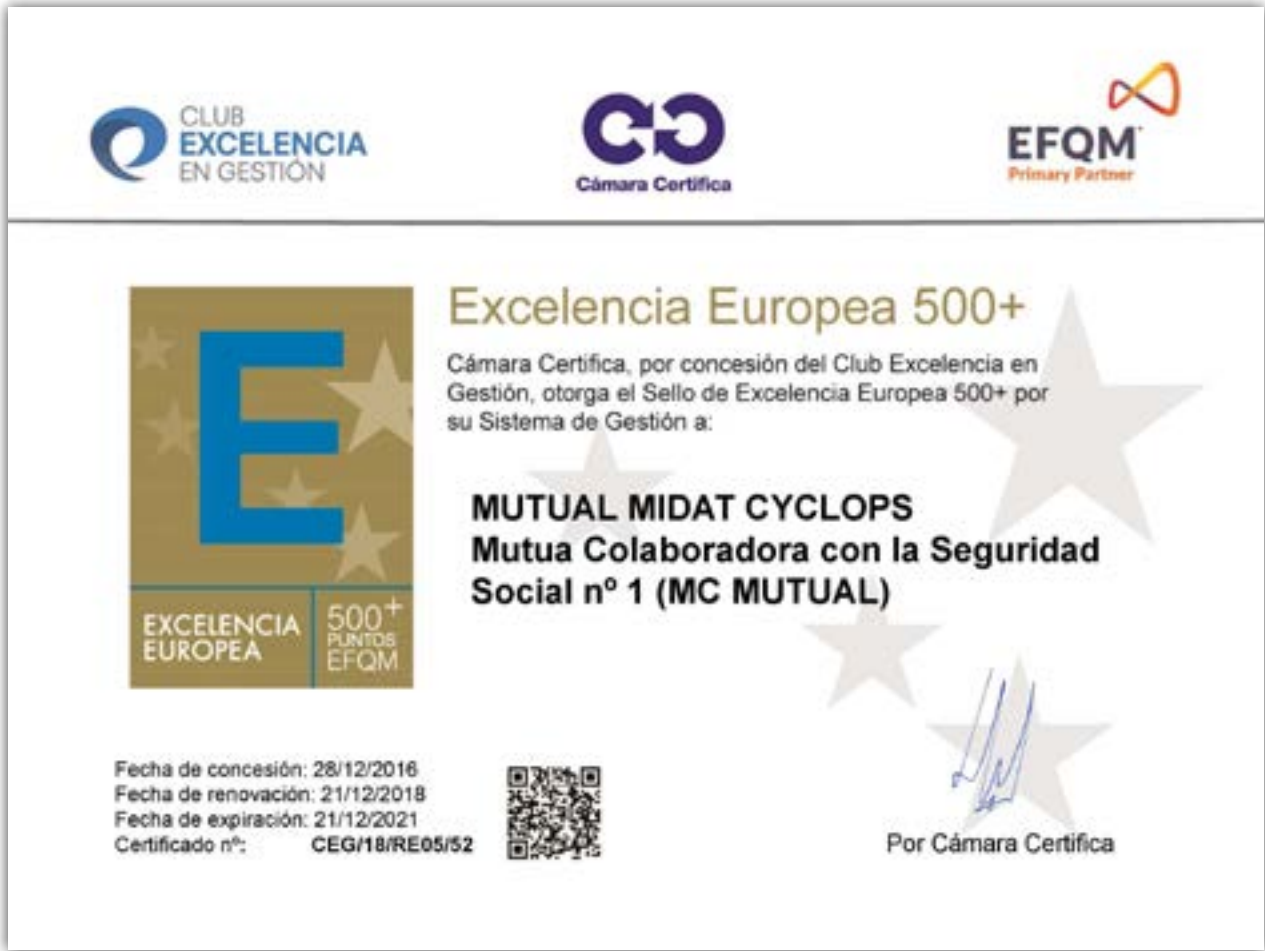 CLUB
EXCELENCIA
EN GESTIÓN
Cámara Certifica
EFQM
Primary Partner
Excelencia Europea 500+
Cámara Certifica, por concesión del Club Excelencia en
Gestión, otorga el Sello de Excelencia Europea 500+ por
su Sistema de Gestión a:
E
MUTUAL MIDAT CYCLOPS
Mutua Colaboradora con la Seguridad
Social nº 1 (MC MUTUAL)
EXCELENCIA
EUROPEA
500+
PUNTOS
EFQM
Fecha de concesión: 28/12/2016
Fecha de renovación: 21/12/2018
Fecha de expiración: 21/12/2021
Certificado nº: CEG/18/RE05/52
Por Cámara Certifica